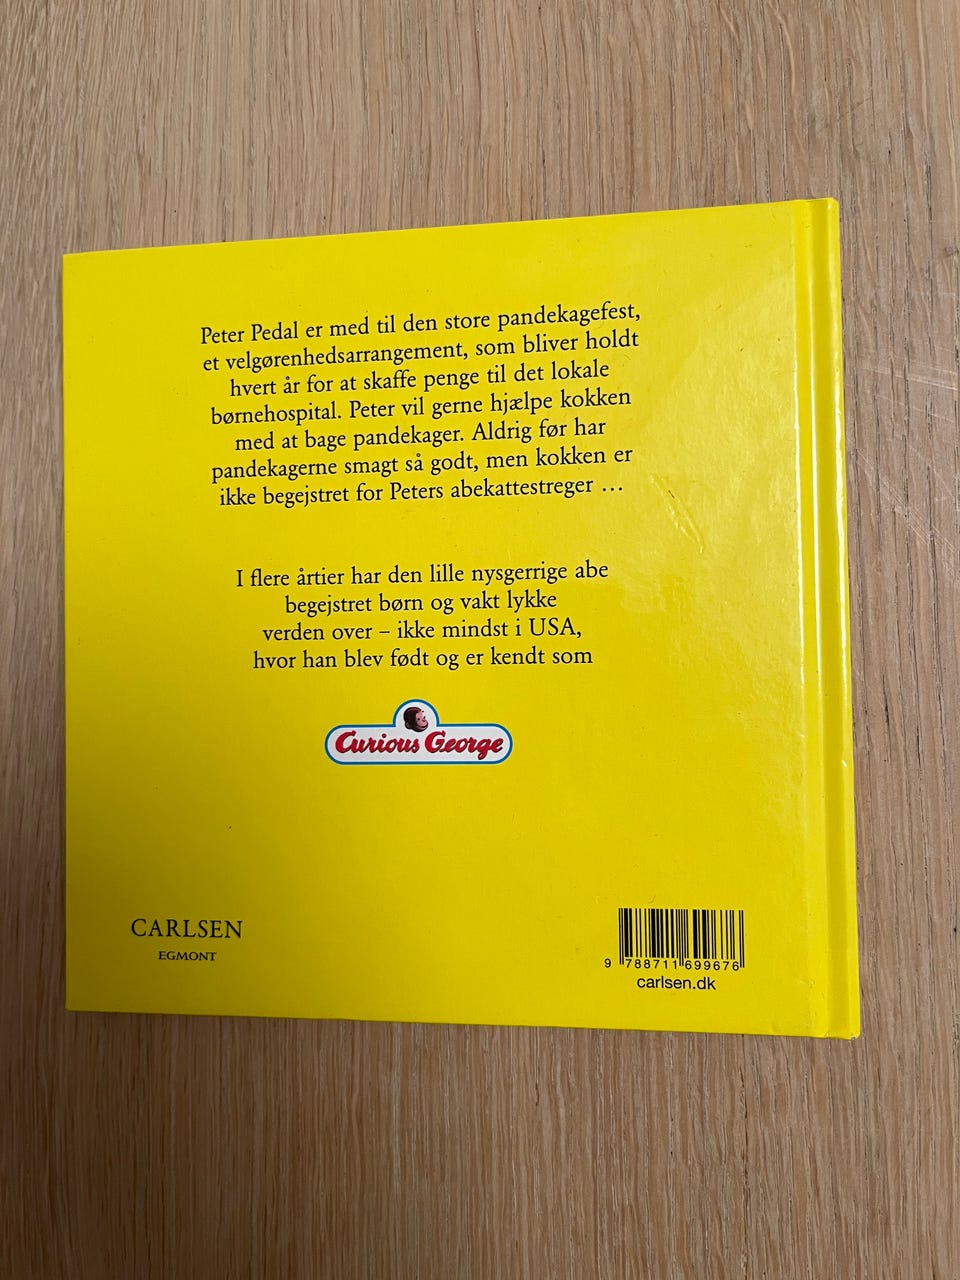 Peter Pedal er med til den store pandekagefest,
et velgørenhedsarrangement, som bliver holdt
hvert år for at skaffe penge til det lokale
børnehospital. Peter vil gerne hjælpe kokken
med at bage pandekager. Aldrig før har
pandekagerne smagt så godt, men kokken er
ikke begejstret for Peters abekattestreger …
I flere årtier har den lille nysgerrige abe
begejstret børn og vakt lykke
verden over – ikke mindst i USA,
hvor han blev født og er kendt som
Curious George
CARLSEN
EGMONT
9 788711 699676
carlsen.dk